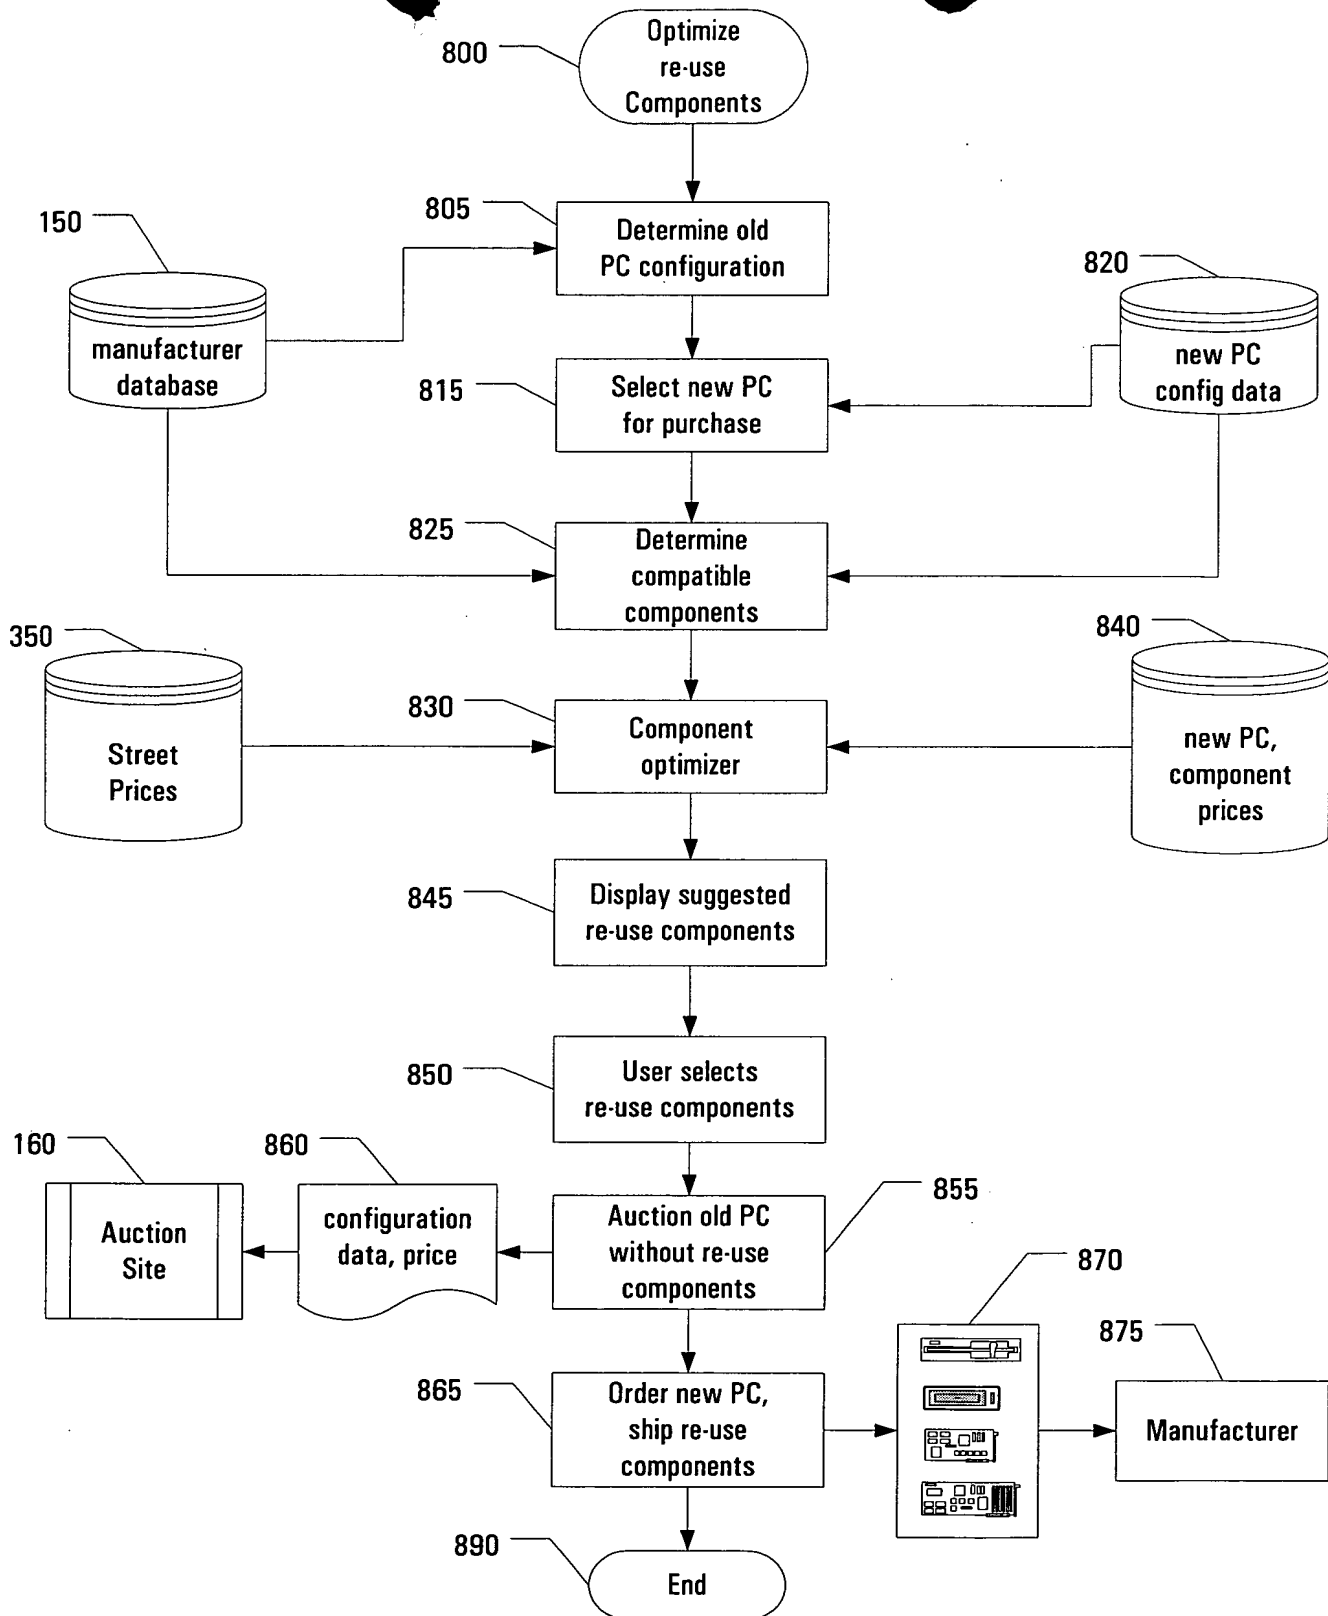 800
Optimize
re-use
Components
150
805
Determine old
PC configuration
820
manufacturer
database
new PC
config data
815
Select new PC
for purchase
825
Determine
compatible
components
350
840
830
Street
Prices
Component
optimizer
new PC,
component
prices
845
Display suggested
re-use components
850
User selects
re-use components
160
860
855
Auction
Site
configuration
data, price
Auction old PC
without re-use
components
870
875
865
Order new PC,
ship re-use
components
Manufacturer
890
End